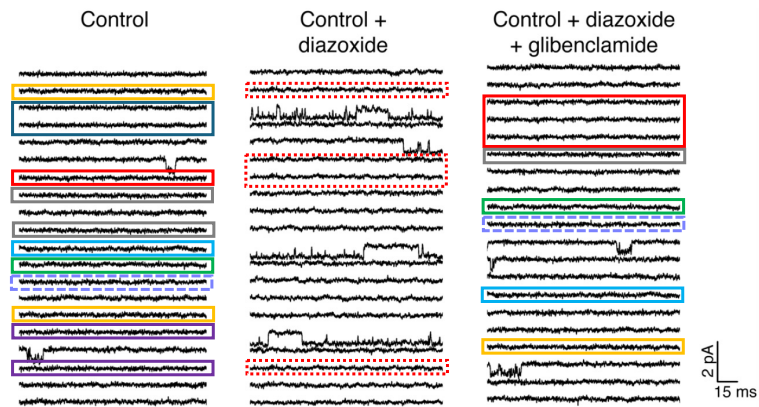 Control
Control +
diazoxide
Control + diazoxide
+ glibenclamide
2 pA
15 ms